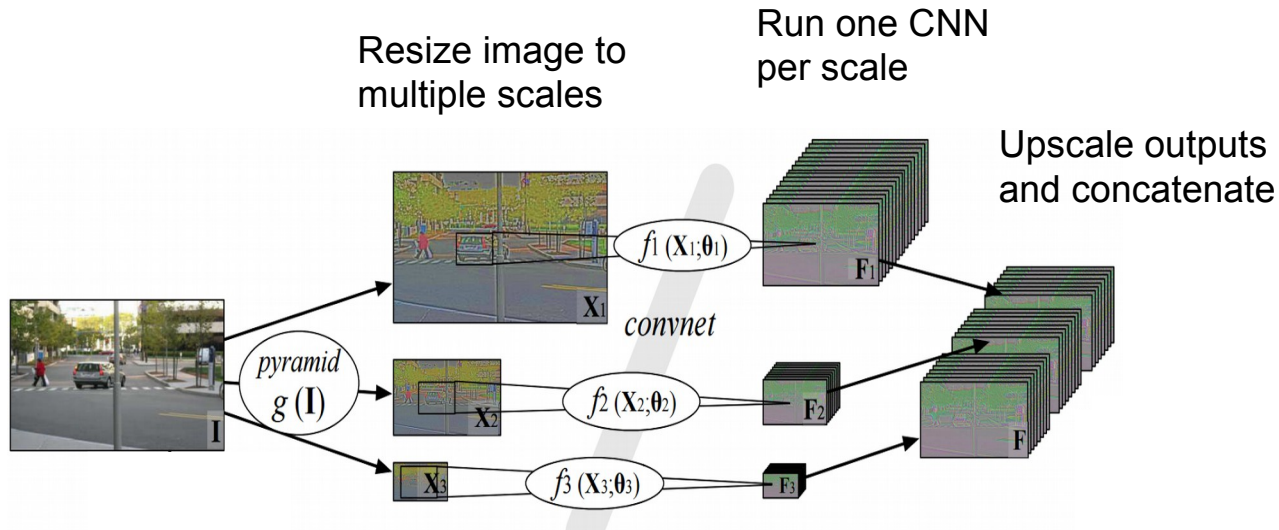 Resize image to
multiple scales
Run one CNN
per scale
Upscale outputs
and concatenate
f1 (X1;θ1)
F1
X1
convnet
pyramid
g (I)
I
f2 (X2;θ2)
X2
F2
F
f3 (X3;θ3)
X3
F3